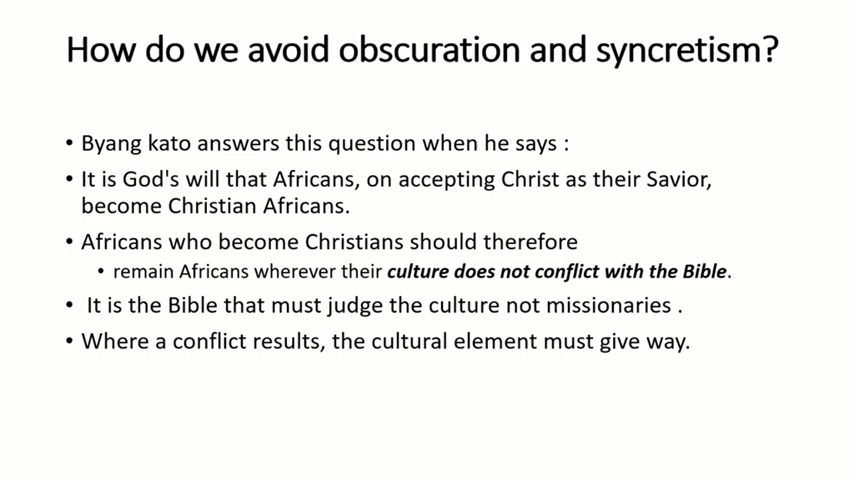 How do we avoid obscuration and syncretism?
• Byang kato answers this question when he says :
• It is God's will that Africans, on accepting Christ as their Savior,
become Christian Africans.
• Africans who become Christians should therefore
• remain Africans wherever their culture does not conflict with the Bible.
• It is the Bible that must judge the culture not missionaries .
• Where a conflict results, the cultural element must give way.